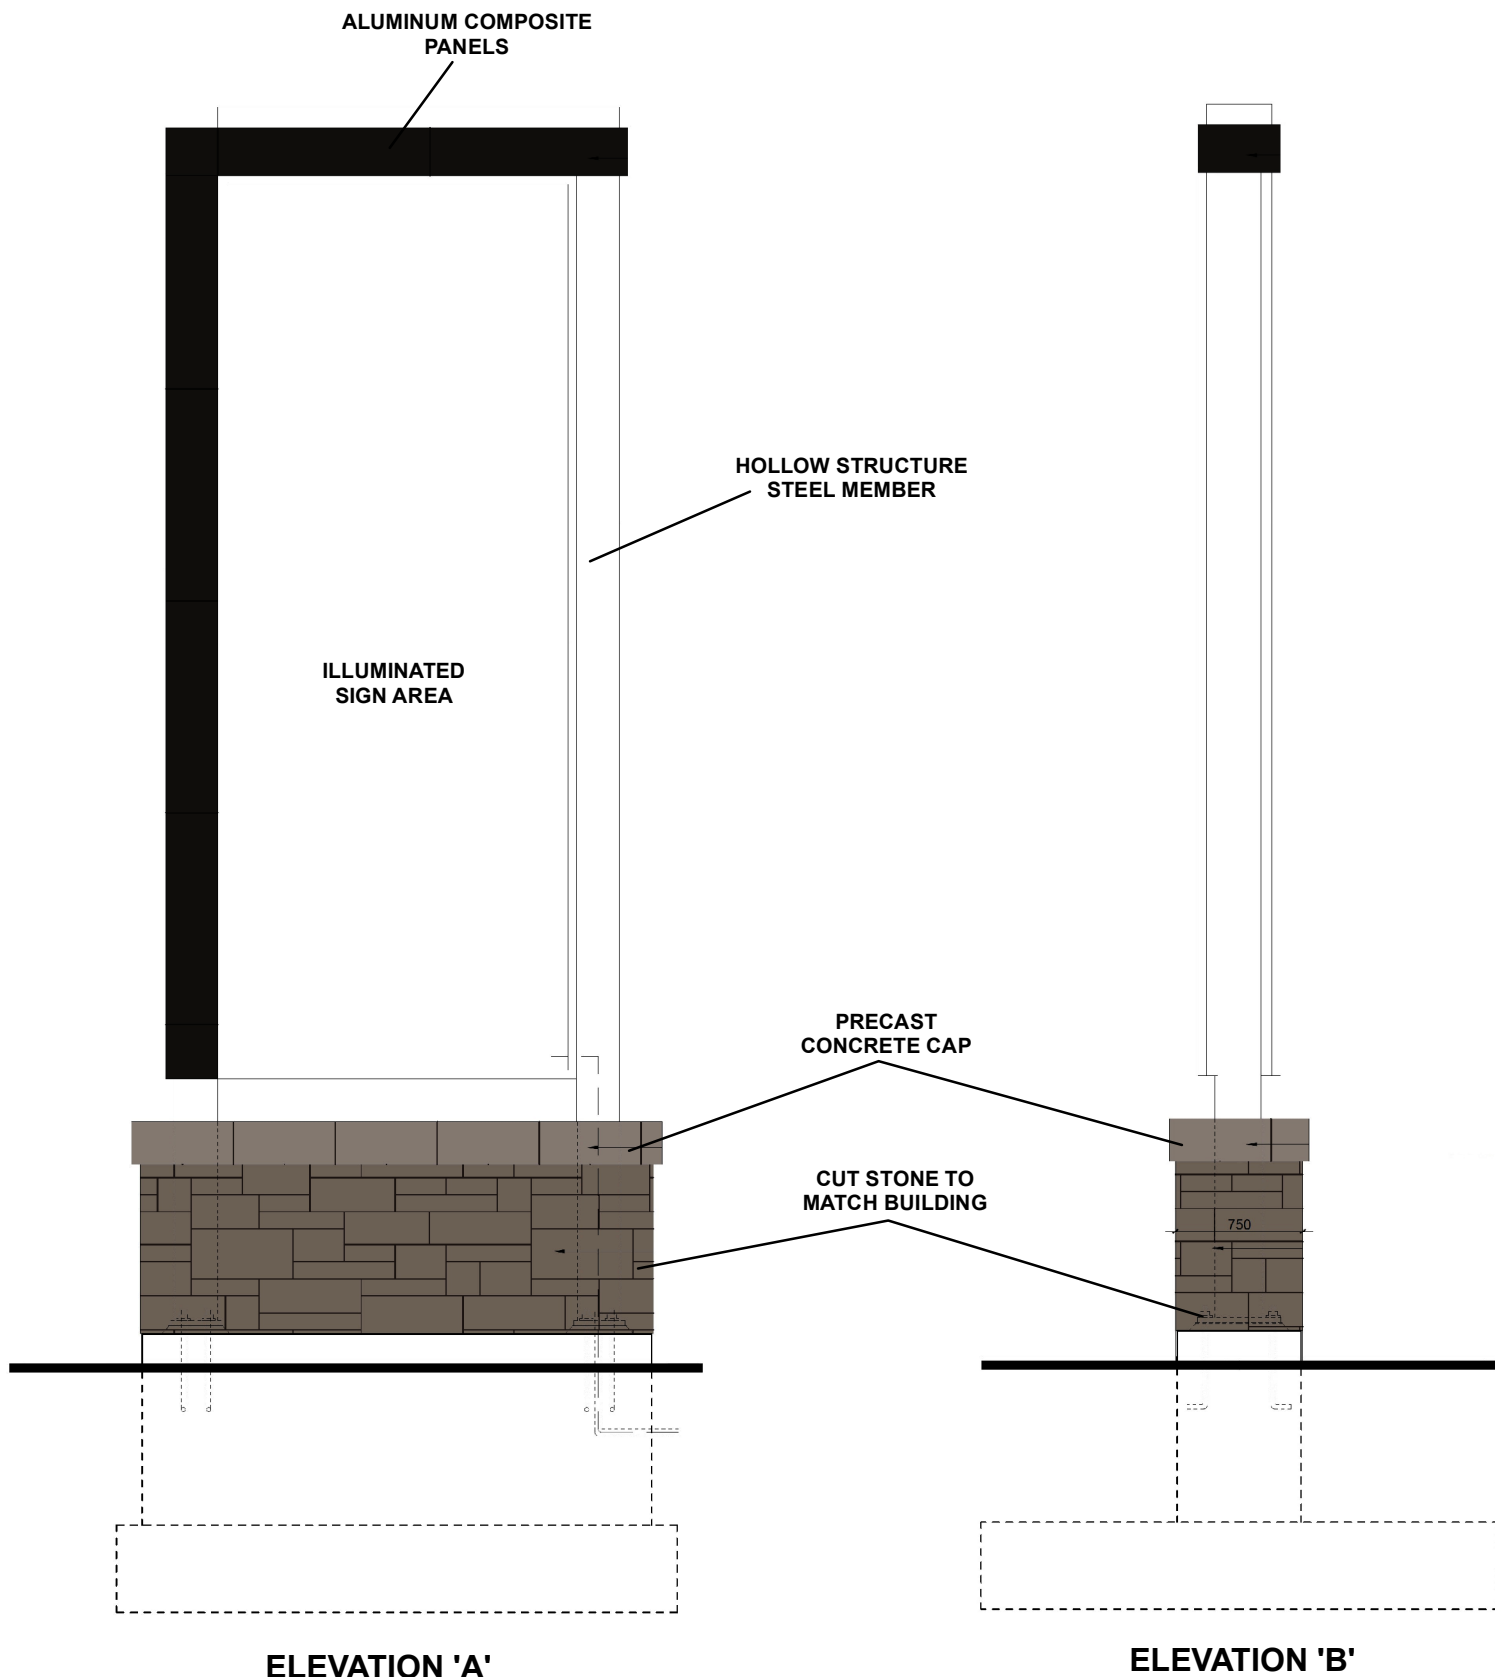 ALUMINUM COMPOSITE
PANELS
HOLLOW STRUCTURE
STEEL MEMBER
ILLUMINATED
SIGN AREA
PRECAST
CONCRETE CAP
CUT STONE TO
MATCH BUILDING
750
ELEVATION 'A'
ELEVATION 'B'